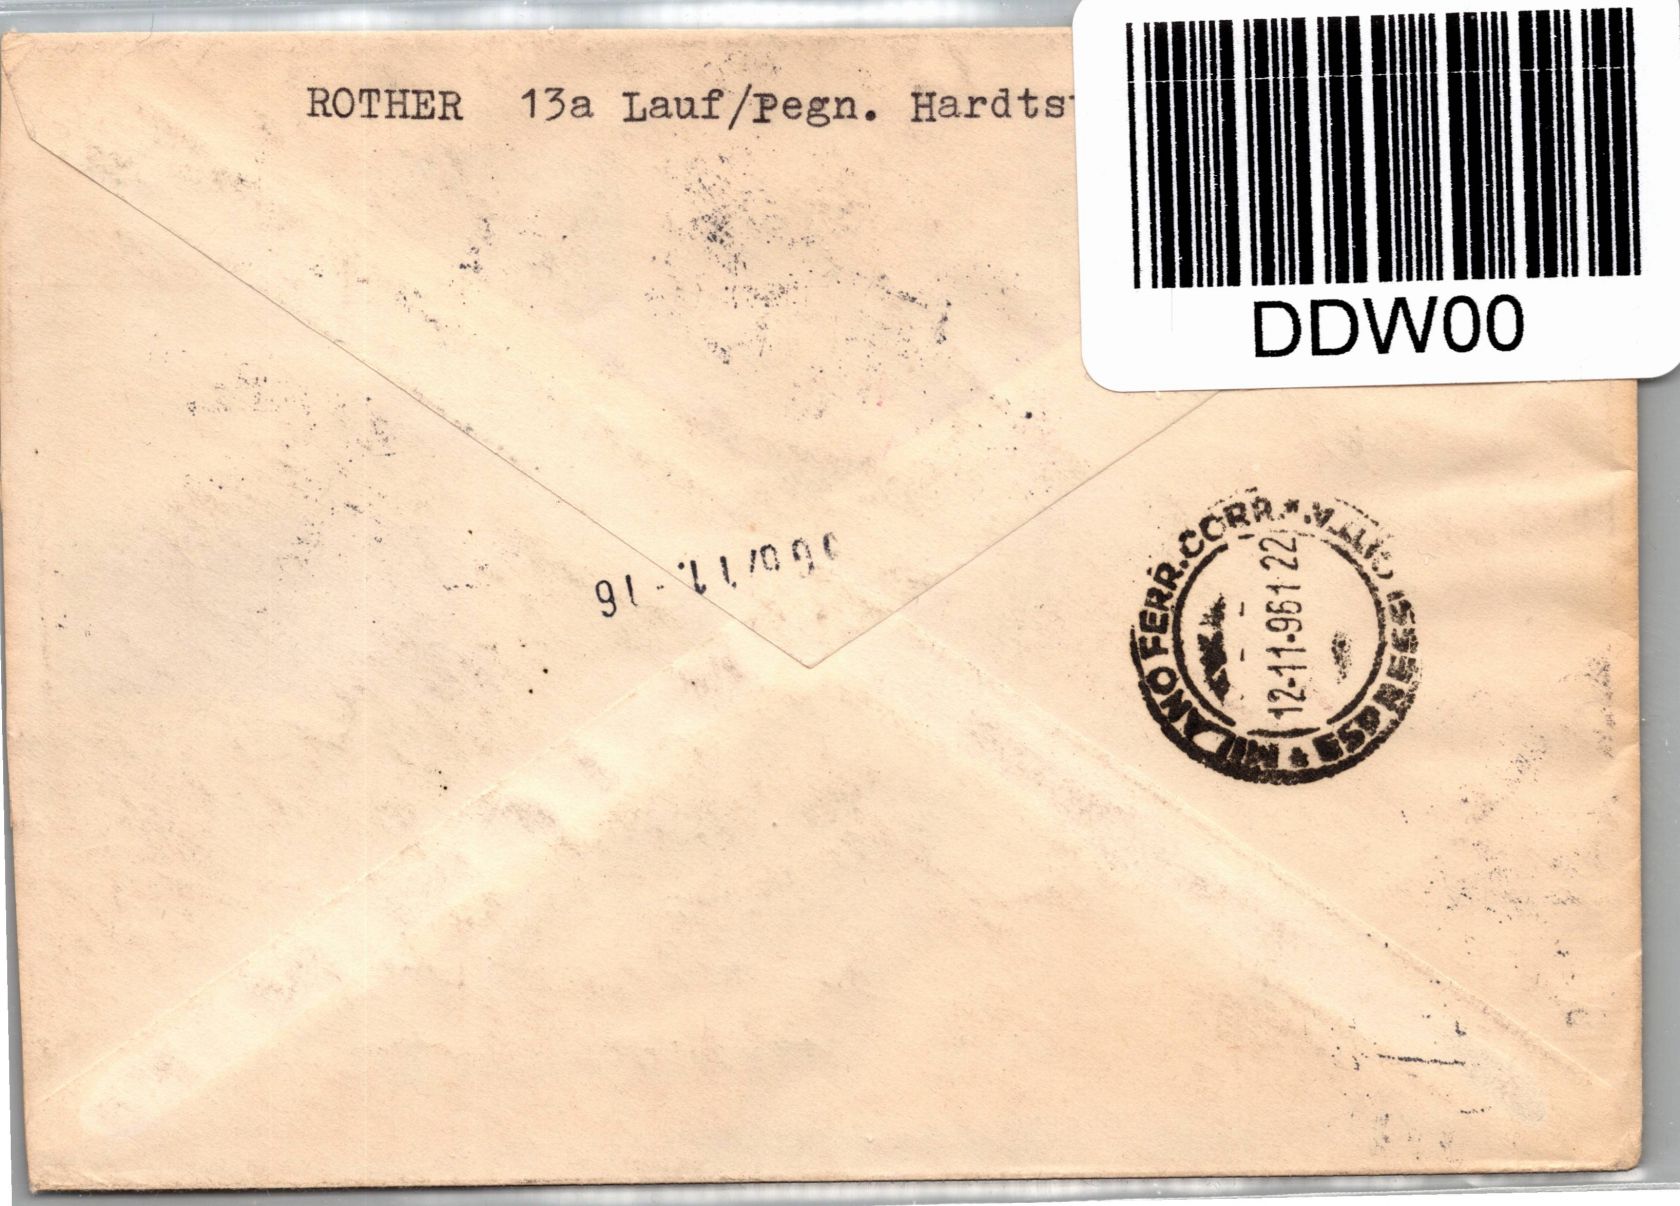 ROTHER 13a Lauf/Pegn. Hardts
DDW00
MILANO FERR. CORR.
ESPRESSI
12-11-961 22